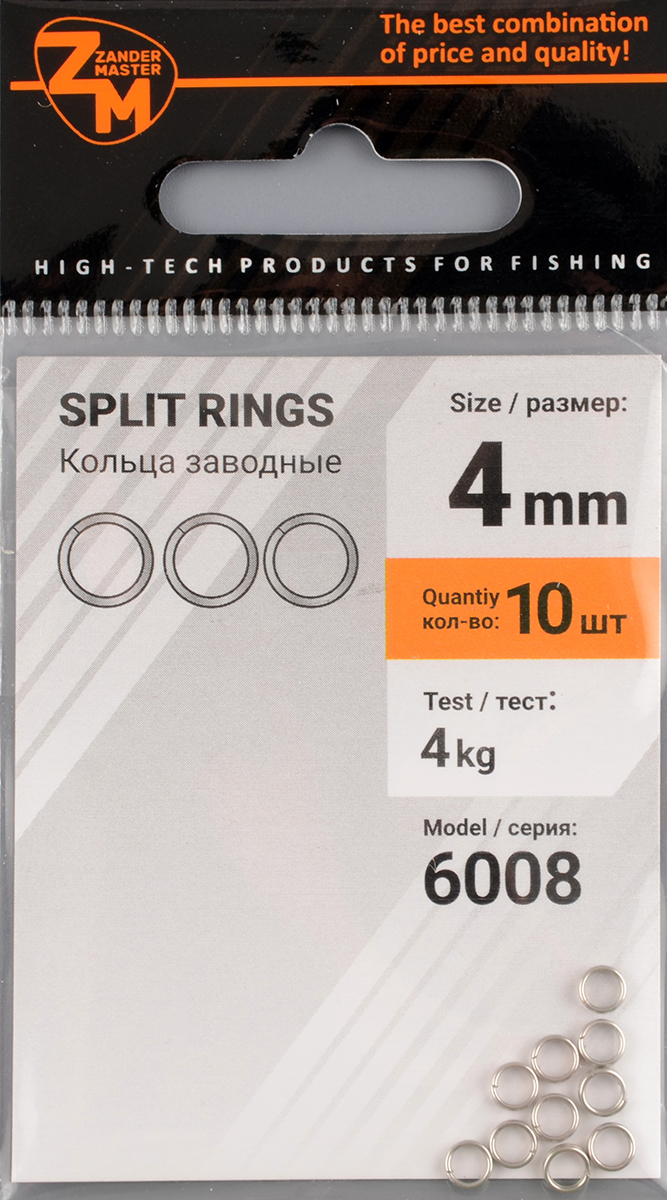 ZANDER
MASTER
ZM
The best combination
of price and quality!
HIGH-TECH PRODUCTS FOR FISHING
SPLIT RINGS
Кольца заводные
Size / размер:
4 mm
Quantiy
кол-во: 10 шт
Test / тест:
4 kg
Model / серия:
6008